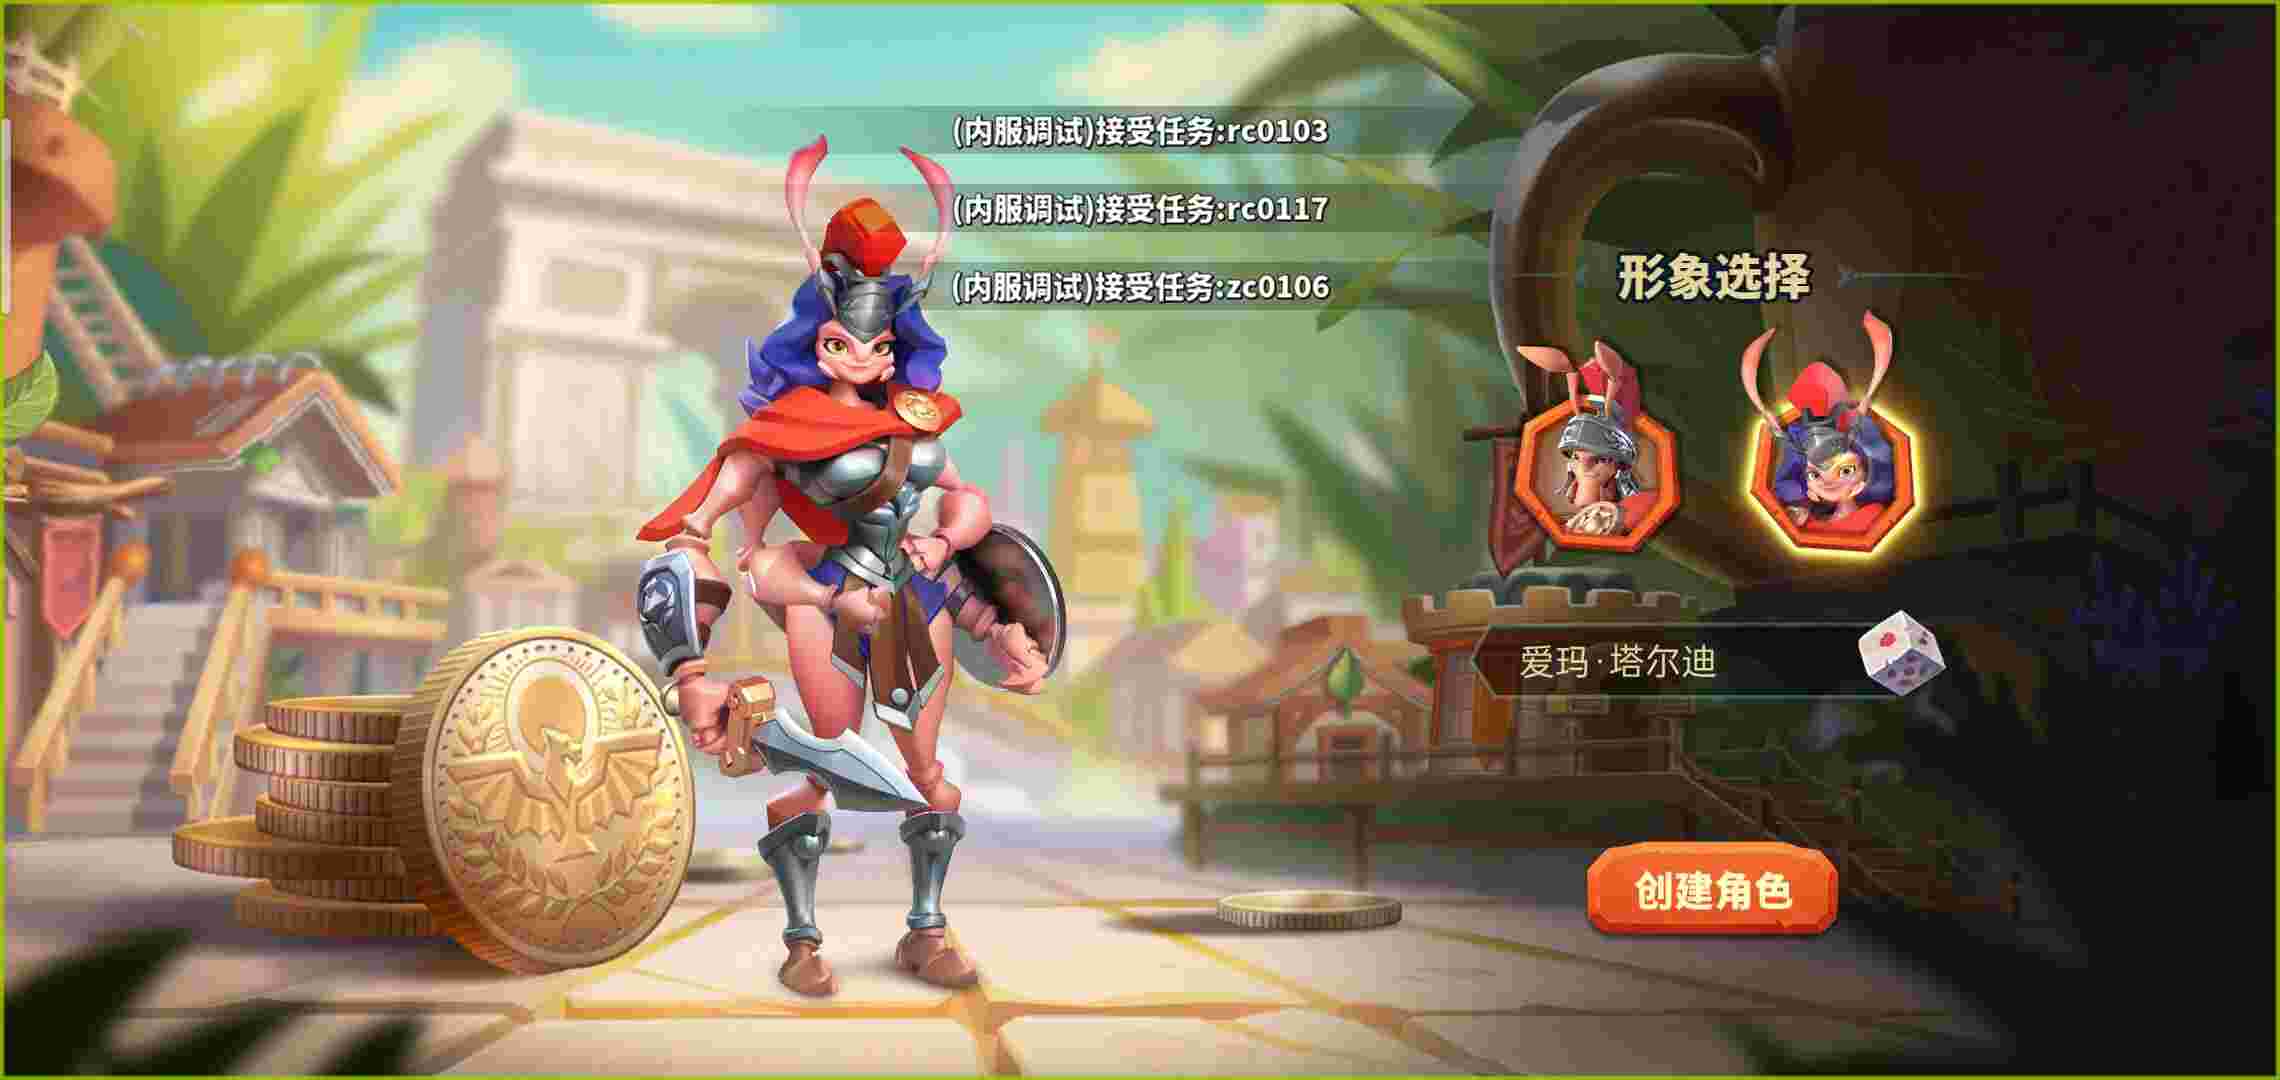 (内服调试)接受任务:rc0103
(内服调试)接受任务:rc0117
(内服调试)接受任务:zc0106
形象选择
爱玛·塔尔迪
创建角色